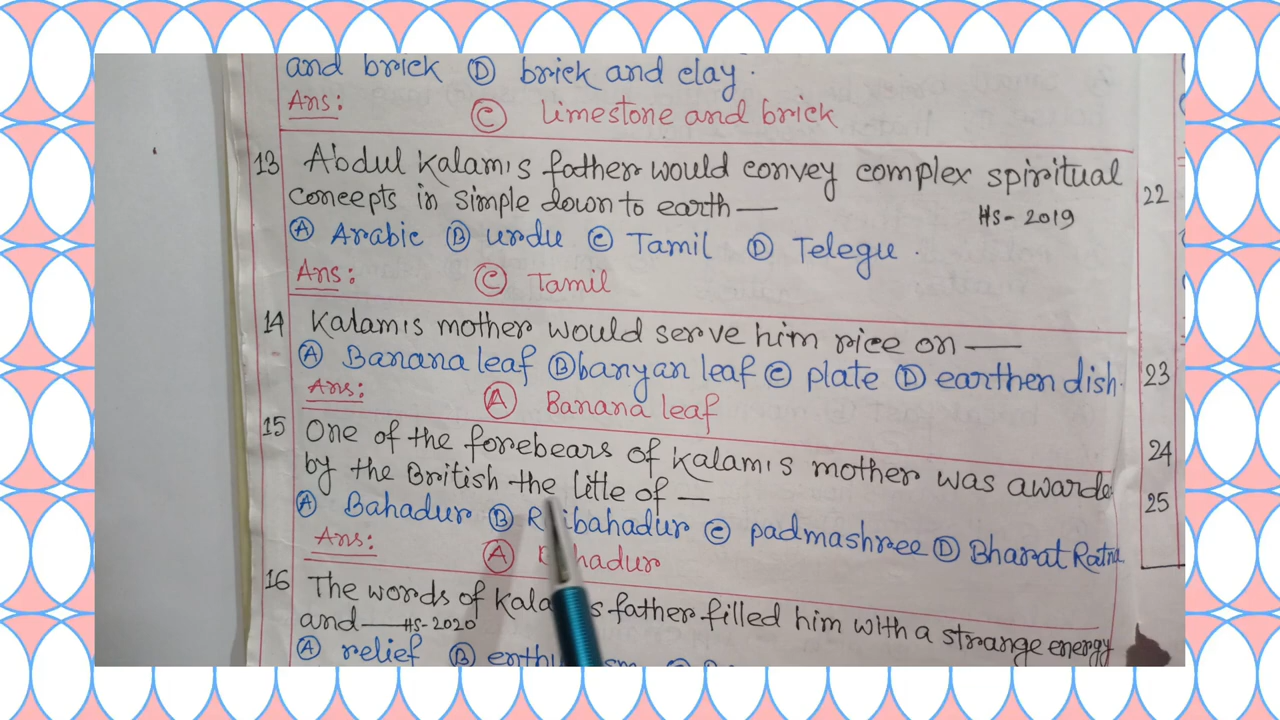 and brick Ⓓ brick and clay.
Ans: Ⓒ Limestone and brick
13 Abdul Kalam's father would convey complex spiritual
concepts in simple down to earth — HS-2019
Ⓐ Arabic Ⓑ urdu Ⓒ Tamil Ⓓ Telegu.
Ans: Ⓒ Tamil
14 Kalam's mother would serve him rice on —
Ⓐ Banana leaf Ⓑ banyan leaf Ⓒ plate Ⓓ earthen dish.
Ans: Ⓐ Banana leaf
15 One of the forebears of Kalam's mother was awarde
by the British the litle of —
Ⓐ Bahadur Ⓑ bahadur Ⓒ padmashree Ⓓ Bharat Ratna
Ans: Ⓐ
16 The words of father filled him with a strange energy
and — HS-2020
Ⓐ relief Ⓑ
22
23
24
25